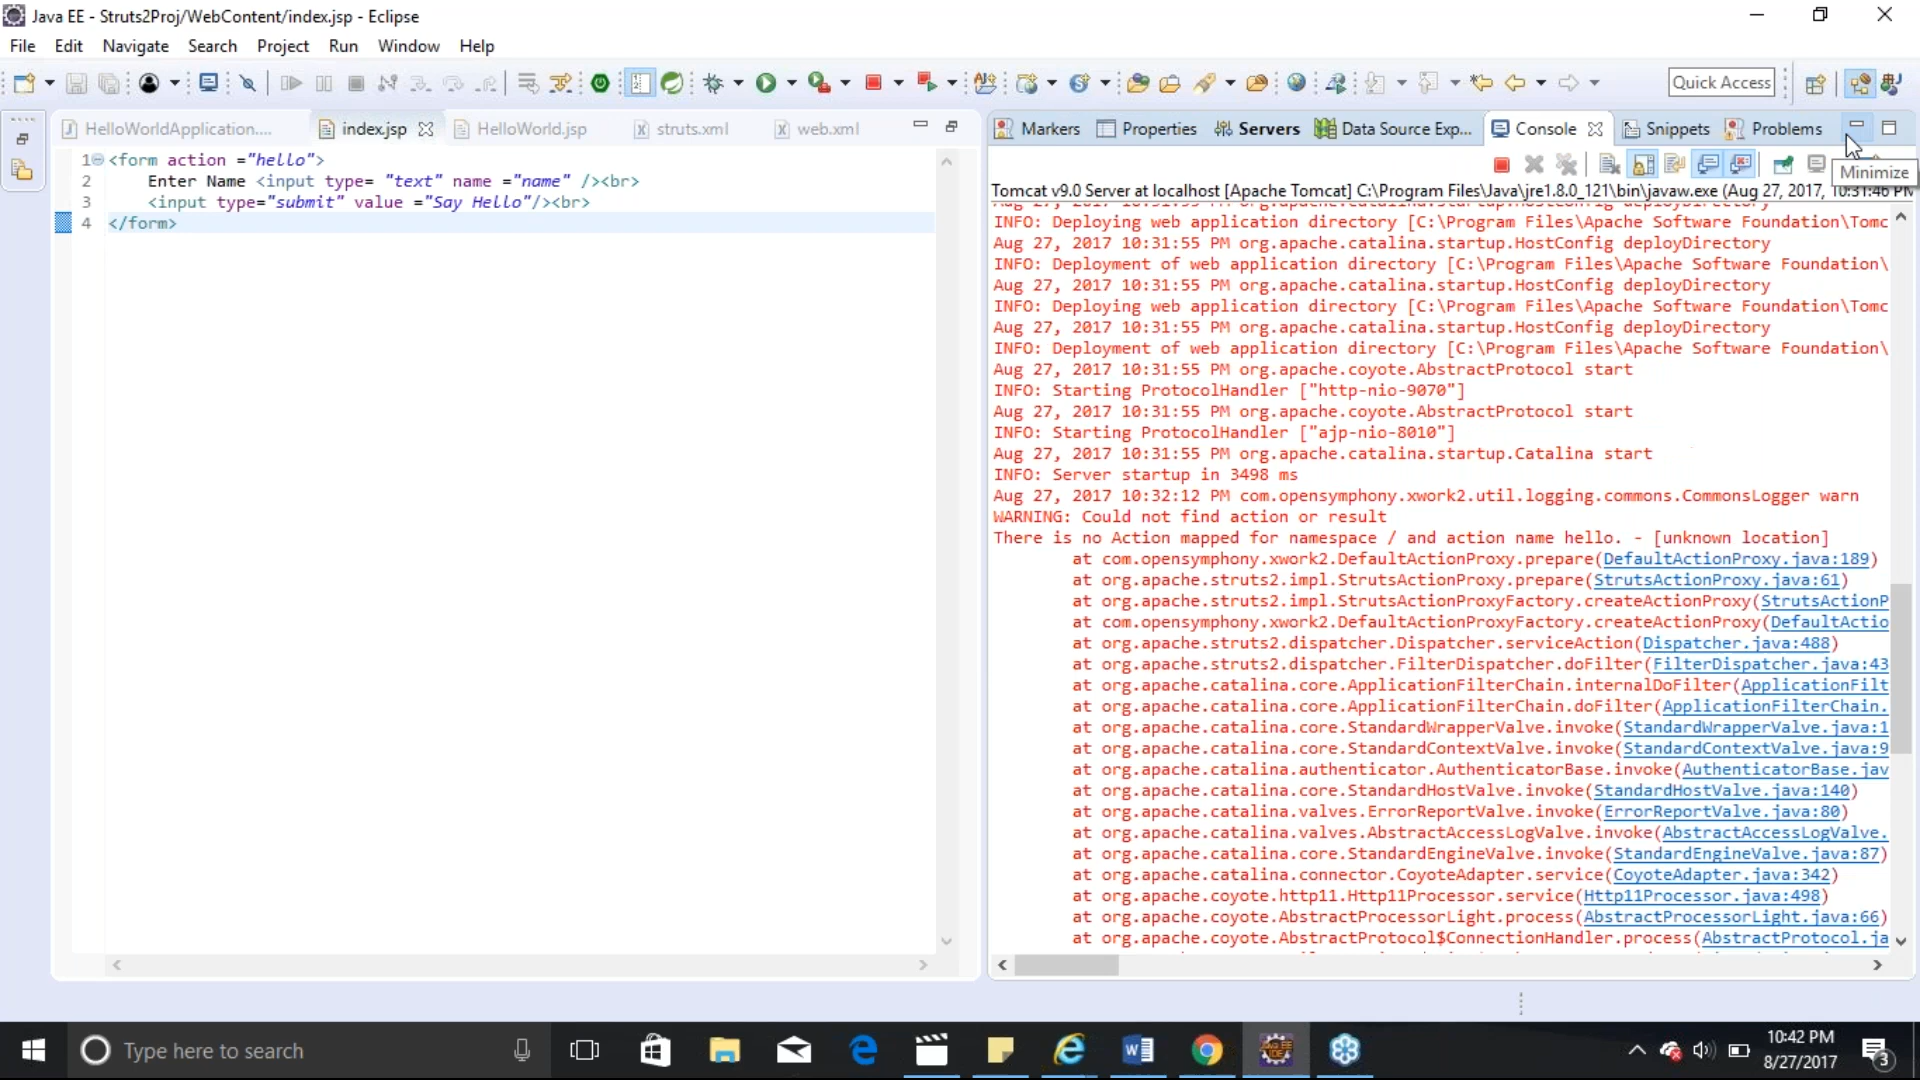 Java EE - Struts2Proj/WebContent/index.jsp - Eclipse
File Edit Navigate Search Project Run Window Help
Quick Access
HelloWorldApplication.... index.jsp HelloWorld.jsp struts.xml web.xml
1 <form action ="hello">
2 Enter Name <input type= "text" name ="name" /><br>
3 <input type="submit" value ="Say Hello"/><br>
4 </form>
Markers Properties Servers Data Source Exp... Console Snippets Problems
Minimize
Tomcat v9.0 Server at localhost [Apache Tomcat] C:\Program Files\Java\jre1.8.0_121\bin\javaw.exe (Aug 27, 2017, 10:31:46 PM
Aug 27, 2017 10:31:55 PM org.apache.catalina.startup.HostConfig deployDirectory
INFO: Deploying web application directory [C:\Program Files\Apache Software Foundation\Tomc
Aug 27, 2017 10:31:55 PM org.apache.catalina.startup.HostConfig deployDirectory
INFO: Deployment of web application directory [C:\Program Files\Apache Software Foundation\
Aug 27, 2017 10:31:55 PM org.apache.catalina.startup.HostConfig deployDirectory
INFO: Deploying web application directory [C:\Program Files\Apache Software Foundation\Tomc
Aug 27, 2017 10:31:55 PM org.apache.catalina.startup.HostConfig deployDirectory
INFO: Deployment of web application directory [C:\Program Files\Apache Software Foundation\
Aug 27, 2017 10:31:55 PM org.apache.coyote.AbstractProtocol start
INFO: Starting ProtocolHandler ["http-nio-9070"]
Aug 27, 2017 10:31:55 PM org.apache.coyote.AbstractProtocol start
INFO: Starting ProtocolHandler ["ajp-nio-8010"]
Aug 27, 2017 10:31:55 PM org.apache.catalina.startup.Catalina start
INFO: Server startup in 3498 ms
Aug 27, 2017 10:32:12 PM com.opensymphony.xwork2.util.logging.commons.CommonsLogger warn
WARNING: Could not find action or result
There is no Action mapped for namespace / and action name hello. - [unknown location]
at com.opensymphony.xwork2.DefaultActionProxy.prepare(DefaultActionProxy.java:189)
at org.apache.struts2.impl.StrutsActionProxy.prepare(StrutsActionProxy.java:61)
at org.apache.struts2.impl.StrutsActionProxyFactory.createActionProxy(StrutsActionP
at com.opensymphony.xwork2.DefaultActionProxyFactory.createActionProxy(DefaultActio
at org.apache.struts2.dispatcher.Dispatcher.serviceAction(Dispatcher.java:488)
at org.apache.struts2.dispatcher.FilterDispatcher.doFilter(FilterDispatcher.java:43
at org.apache.catalina.core.ApplicationFilterChain.internalDoFilter(ApplicationFilt
at org.apache.catalina.core.ApplicationFilterChain.doFilter(ApplicationFilterChain.
at org.apache.catalina.core.StandardWrapperValve.invoke(StandardWrapperValve.java:1
at org.apache.catalina.core.StandardContextValve.invoke(StandardContextValve.java:9
at org.apache.catalina.authenticator.AuthenticatorBase.invoke(AuthenticatorBase.jav
at org.apache.catalina.core.StandardHostValve.invoke(StandardHostValve.java:140)
at org.apache.catalina.valves.ErrorReportValve.invoke(ErrorReportValve.java:80)
at org.apache.catalina.valves.AbstractAccessLogValve.invoke(AbstractAccessLogValve.
at org.apache.catalina.core.StandardEngineValve.invoke(StandardEngineValve.java:87)
at org.apache.catalina.connector.CoyoteAdapter.service(CoyoteAdapter.java:342)
at org.apache.coyote.http11.Http11Processor.service(Http11Processor.java:498)
at org.apache.coyote.AbstractProcessorLight.process(AbstractProcessorLight.java:66)
at org.apache.coyote.AbstractProtocol$ConnectionHandler.process(AbstractProtocol.ja
Type here to search
10:42 PM
8/27/2017
3